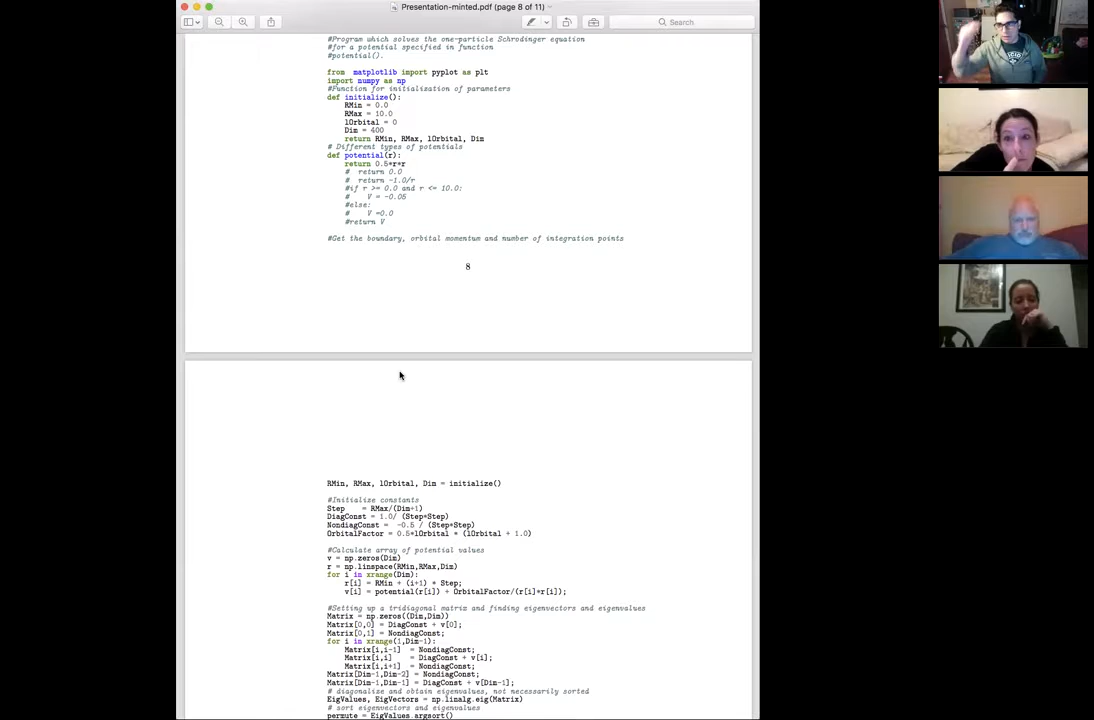 Presentation-minted.pdf (page 8 of 11)
Search
#Program which solves the one-particle Schrodinger equation
#for a potential specified in function
#potential().
from  matplotlib import pyplot as plt
import numpy as np
#Function for initialization of parameters
def initialize():
    RMin = 0.0
    RMax = 10.0
    lOrbital = 0
    Dim = 400
    return RMin, RMax, lOrbital, Dim
# Different types of potentials
def potential(r):
    return 0.5*r*r
    #  return 0.0
    #  return -1.0/r
    #if r >= 0.0 and r <= 10.0:
    #    V = -0.05
    #else:
    #    V =0.0
    #return V
#Get the boundary, orbital momentum and number of integration points
8
RMin, RMax, lOrbital, Dim = initialize()
#Initialize constants
Step    = RMax/(Dim+1)
DiagConst = 1.0/ (Step*Step)
NondiagConst =  -0.5 / (Step*Step)
OrbitalFactor = 0.5*lOrbital * (lOrbital + 1.0)
#Calculate array of potential values
v = np.zeros(Dim)
r = np.linspace(RMin,RMax,Dim)
for i in xrange(Dim):
    r[i] = RMin + (i+1) * Step;
    v[i] = potential(r[i]) + OrbitalFactor/(r[i]*r[i]);
#Setting up a tridiagonal matrix and finding eigenvectors and eigenvalues
Matrix = np.zeros((Dim,Dim))
Matrix[0,0] = DiagConst + v[0];
Matrix[0,1] = NondiagConst;
for i in xrange(1,Dim-1):
    Matrix[i,i-1]  = NondiagConst;
    Matrix[i,i]    = DiagConst + v[i];
    Matrix[i,i+1]  = NondiagConst;
Matrix[Dim-1,Dim-2] = NondiagConst;
Matrix[Dim-1,Dim-1] = DiagConst + v[Dim-1];
# diagonalize and obtain eigenvalues, not necessarily sorted
EigValues, EigVectors = np.linalg.eig(Matrix)
# sort eigenvectors and eigenvalues
permute = EigValues.argsort()